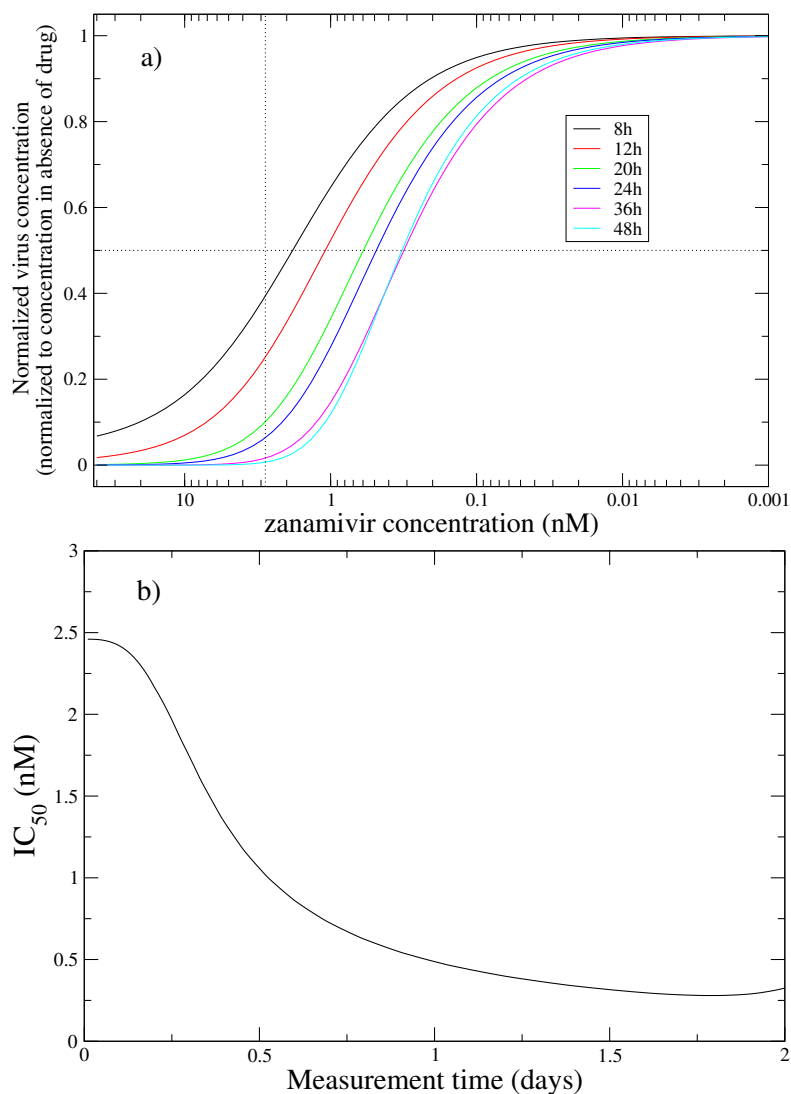 a)
Normalized virus concentration
(normalized to concentration in absence of drug)
1
0.8
0.6
0.4
0.2
0
8h
12h
20h
24h
36h
48h
10 1 0.1 0.01 0.001
zanamivir concentration (nM)
b)
IC50 (nM)
3
2.5
2
1.5
1
0.5
0
0 0.5 1 1.5 2
Measurement time (days)